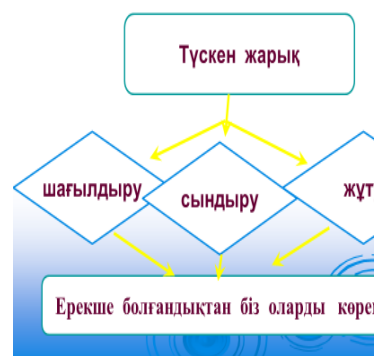 Түскен жарық
шағылдыру
сындыру
Ерекше болғандықтан біз оларды